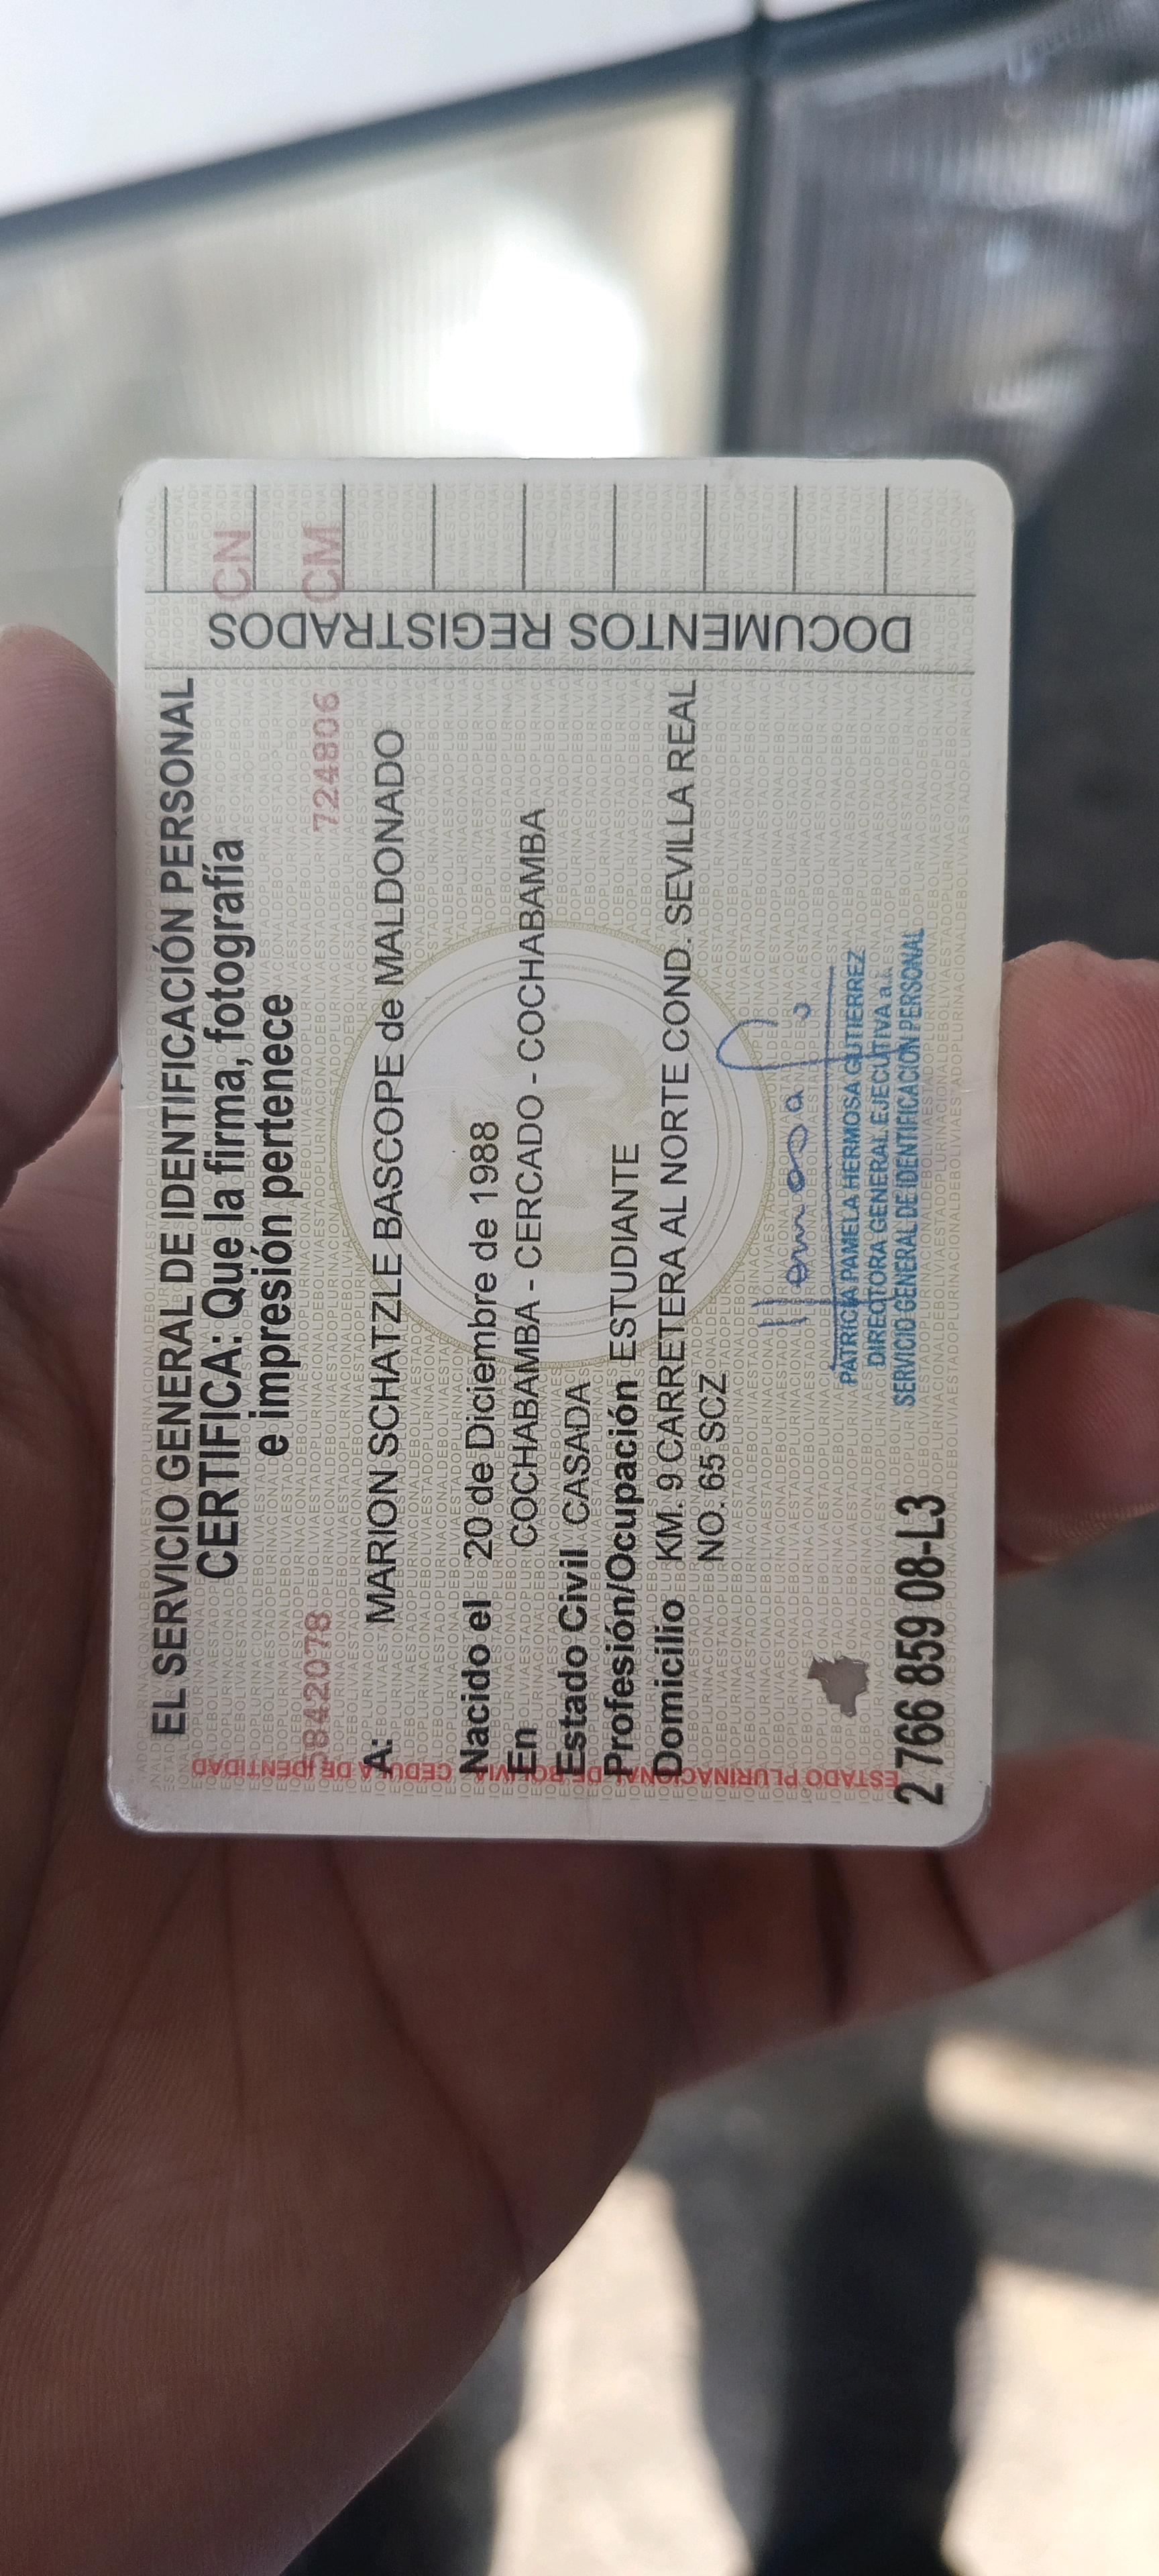 EL SERVICIO GENERAL DE IDENTIFICACIÓN PERSONAL
CERTIFICA: Que la firma, fotografía
e impresión pertenece
5842078 724806
A: MARION SCHATZLE BASCOPE de MALDONADO
Nacido el 20 de Diciembre de 1988
En COCHABAMBA - CERCADO - COCHABAMBA
Estado Civil CASADA
Profesión/Ocupación ESTUDIANTE
Domicilio KM. 9 CARRETERA AL NORTE COND. SEVILLA REAL
NO. 65 SCZ
PATRICIA PAMELA HERMOSA GUTIERREZ
DIRECTORA GENERAL EJECUTIVA a.i.
SERVICIO GENERAL DE IDENTIFICACION PERSONAL
2 766 859 08-L3
DOCUMENTOS REGISTRADOS
CN
CM
ESTADO PLURINACIONAL DE BOLIVIA CEDULA DE IDENTIDAD